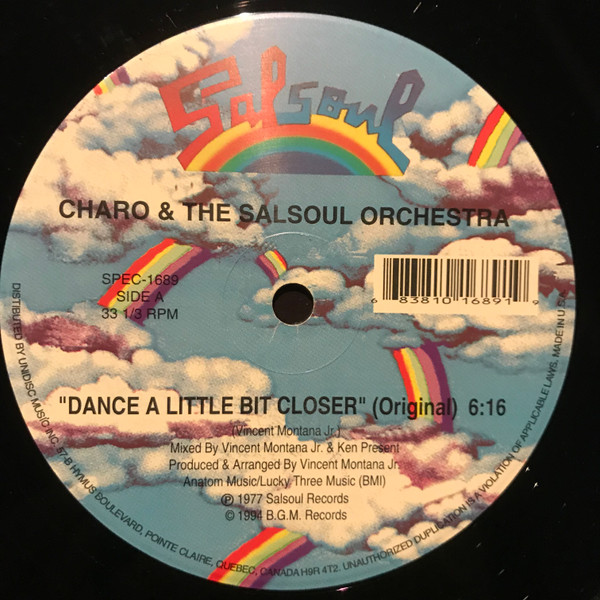 Salsoul
CHARO & THE SALSOUL ORCHESTRA
SPEC-1689
SIDE A
33 1/3 RPM
6 83810 16891 9
"DANCE A LITTLE BIT CLOSER" (Original) 6:16
(Vincent Montana Jr.)
Mixed By Vincent Montana Jr. & Ken Present
Produced & Arranged By Vincent Montana Jr.
Anatom Music/Lucky Three Music (BMI)
℗ 1977 Salsoul Records
© 1994 B.G.M. Records
DISTRIBUTED BY UNIDISC MUSIC INC. 57-B HYMUS BOULEVARD, POINTE CLAIRE, QUEBEC, CANADA H9R 4T2. UNAUTHORIZED DUPLICATION IS A VIOLATION OF APPLICABLE LAWS. MADE IN U.S.A.